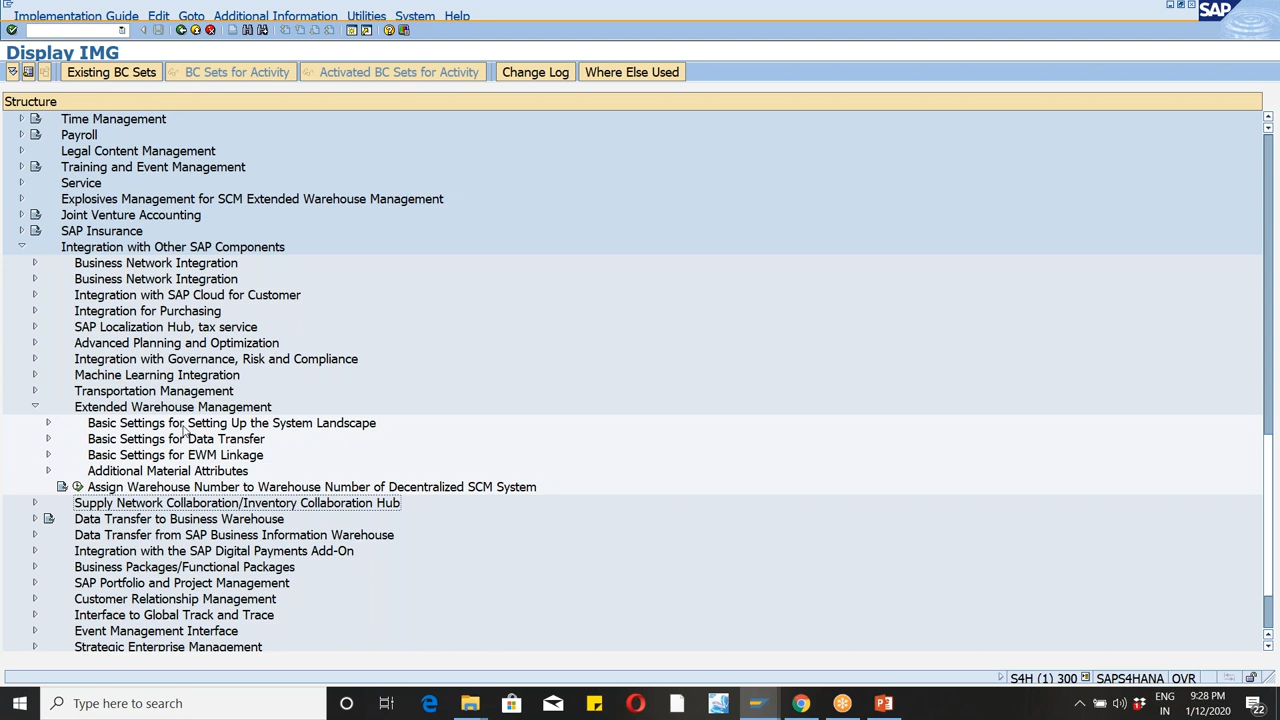 Implementation Guide Edit Goto Additional Information Utilities System Help
SAP
Display IMG
Existing BC Sets BC Sets for Activity Activated BC Sets for Activity Change Log Where Else Used
Structure
Time Management
Payroll
Legal Content Management
Training and Event Management
Service
Explosives Management for SCM Extended Warehouse Management
Joint Venture Accounting
SAP Insurance
Integration with Other SAP Components
Business Network Integration
Business Network Integration
Integration with SAP Cloud for Customer
Integration for Purchasing
SAP Localization Hub, tax service
Advanced Planning and Optimization
Integration with Governance, Risk and Compliance
Machine Learning Integration
Transportation Management
Extended Warehouse Management
Basic Settings for Setting Up the System Landscape
Basic Settings for Data Transfer
Basic Settings for EWM Linkage
Additional Material Attributes
Assign Warehouse Number to Warehouse Number of Decentralized SCM System
Supply Network Collaboration/Inventory Collaboration Hub
Data Transfer to Business Warehouse
Data Transfer from SAP Business Information Warehouse
Integration with the SAP Digital Payments Add-On
Business Packages/Functional Packages
SAP Portfolio and Project Management
Customer Relationship Management
Interface to Global Track and Trace
Event Management Interface
Strategic Enterprise Management
S4H (1) 300 SAPS4HANA OVR
Type here to search
ENG 9:28 PM
IN 1/12/2020 22